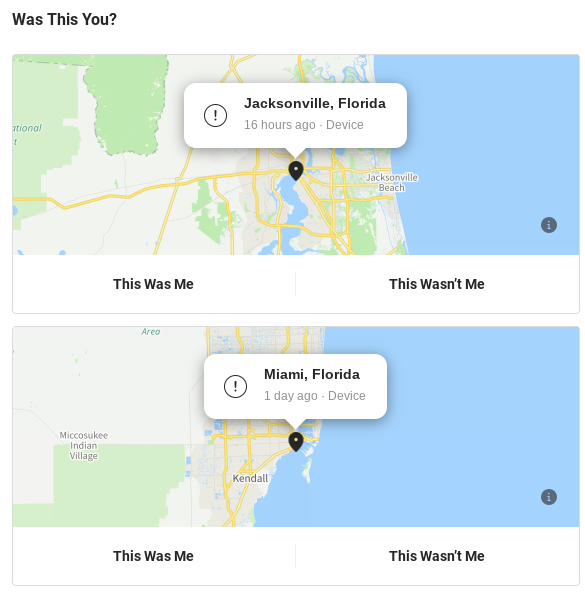 Was This You?
Jacksonville, Florida
16 hours ago · Device
ational
t
Jacksonville
Beach
This Was Me
This Wasn’t Me
Area
Miami, Florida
1 day ago · Device
Miccosukee
Indian
Village
Kendall
This Was Me
This Wasn’t Me